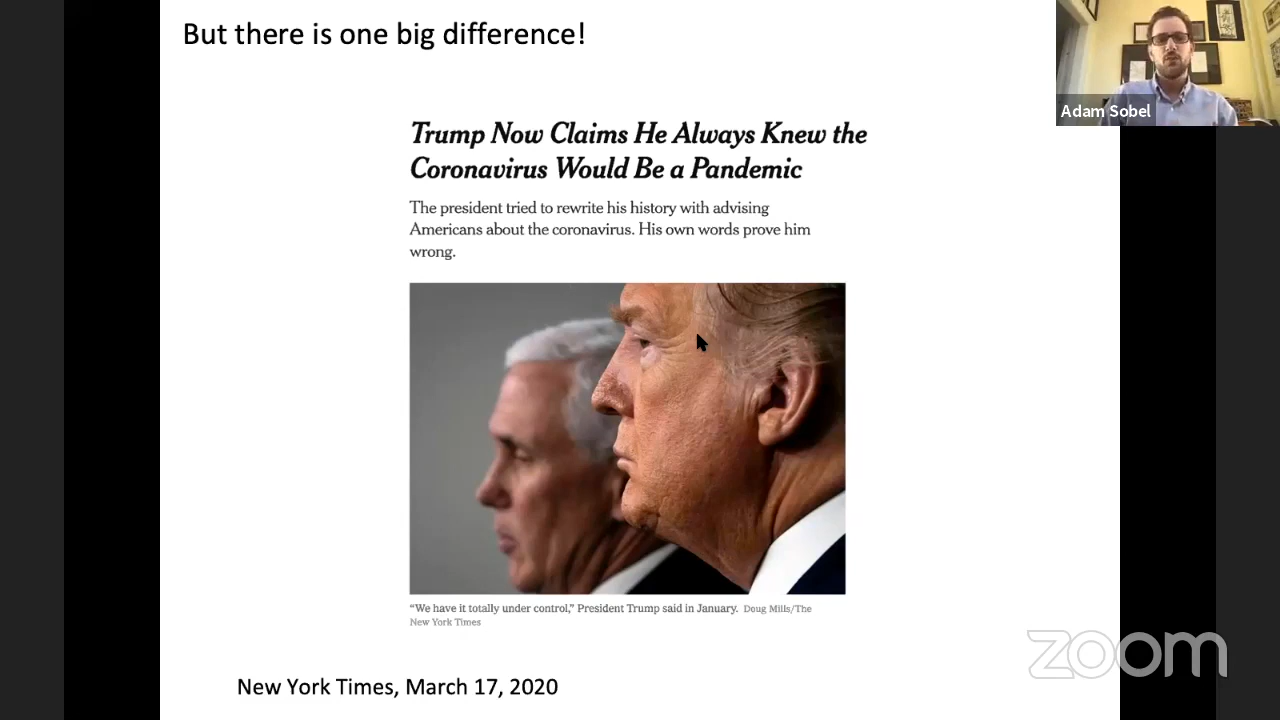 But there is one big difference!
Adam Sobel
Trump Now Claims He Always Knew the
Coronavirus Would Be a Pandemic
The president tried to rewrite his history with advising
Americans about the coronavirus. His own words prove him
wrong.
“We have it totally under control,” President Trump said in January. Doug Mills/The
New York Times
zoom
New York Times, March 17, 2020